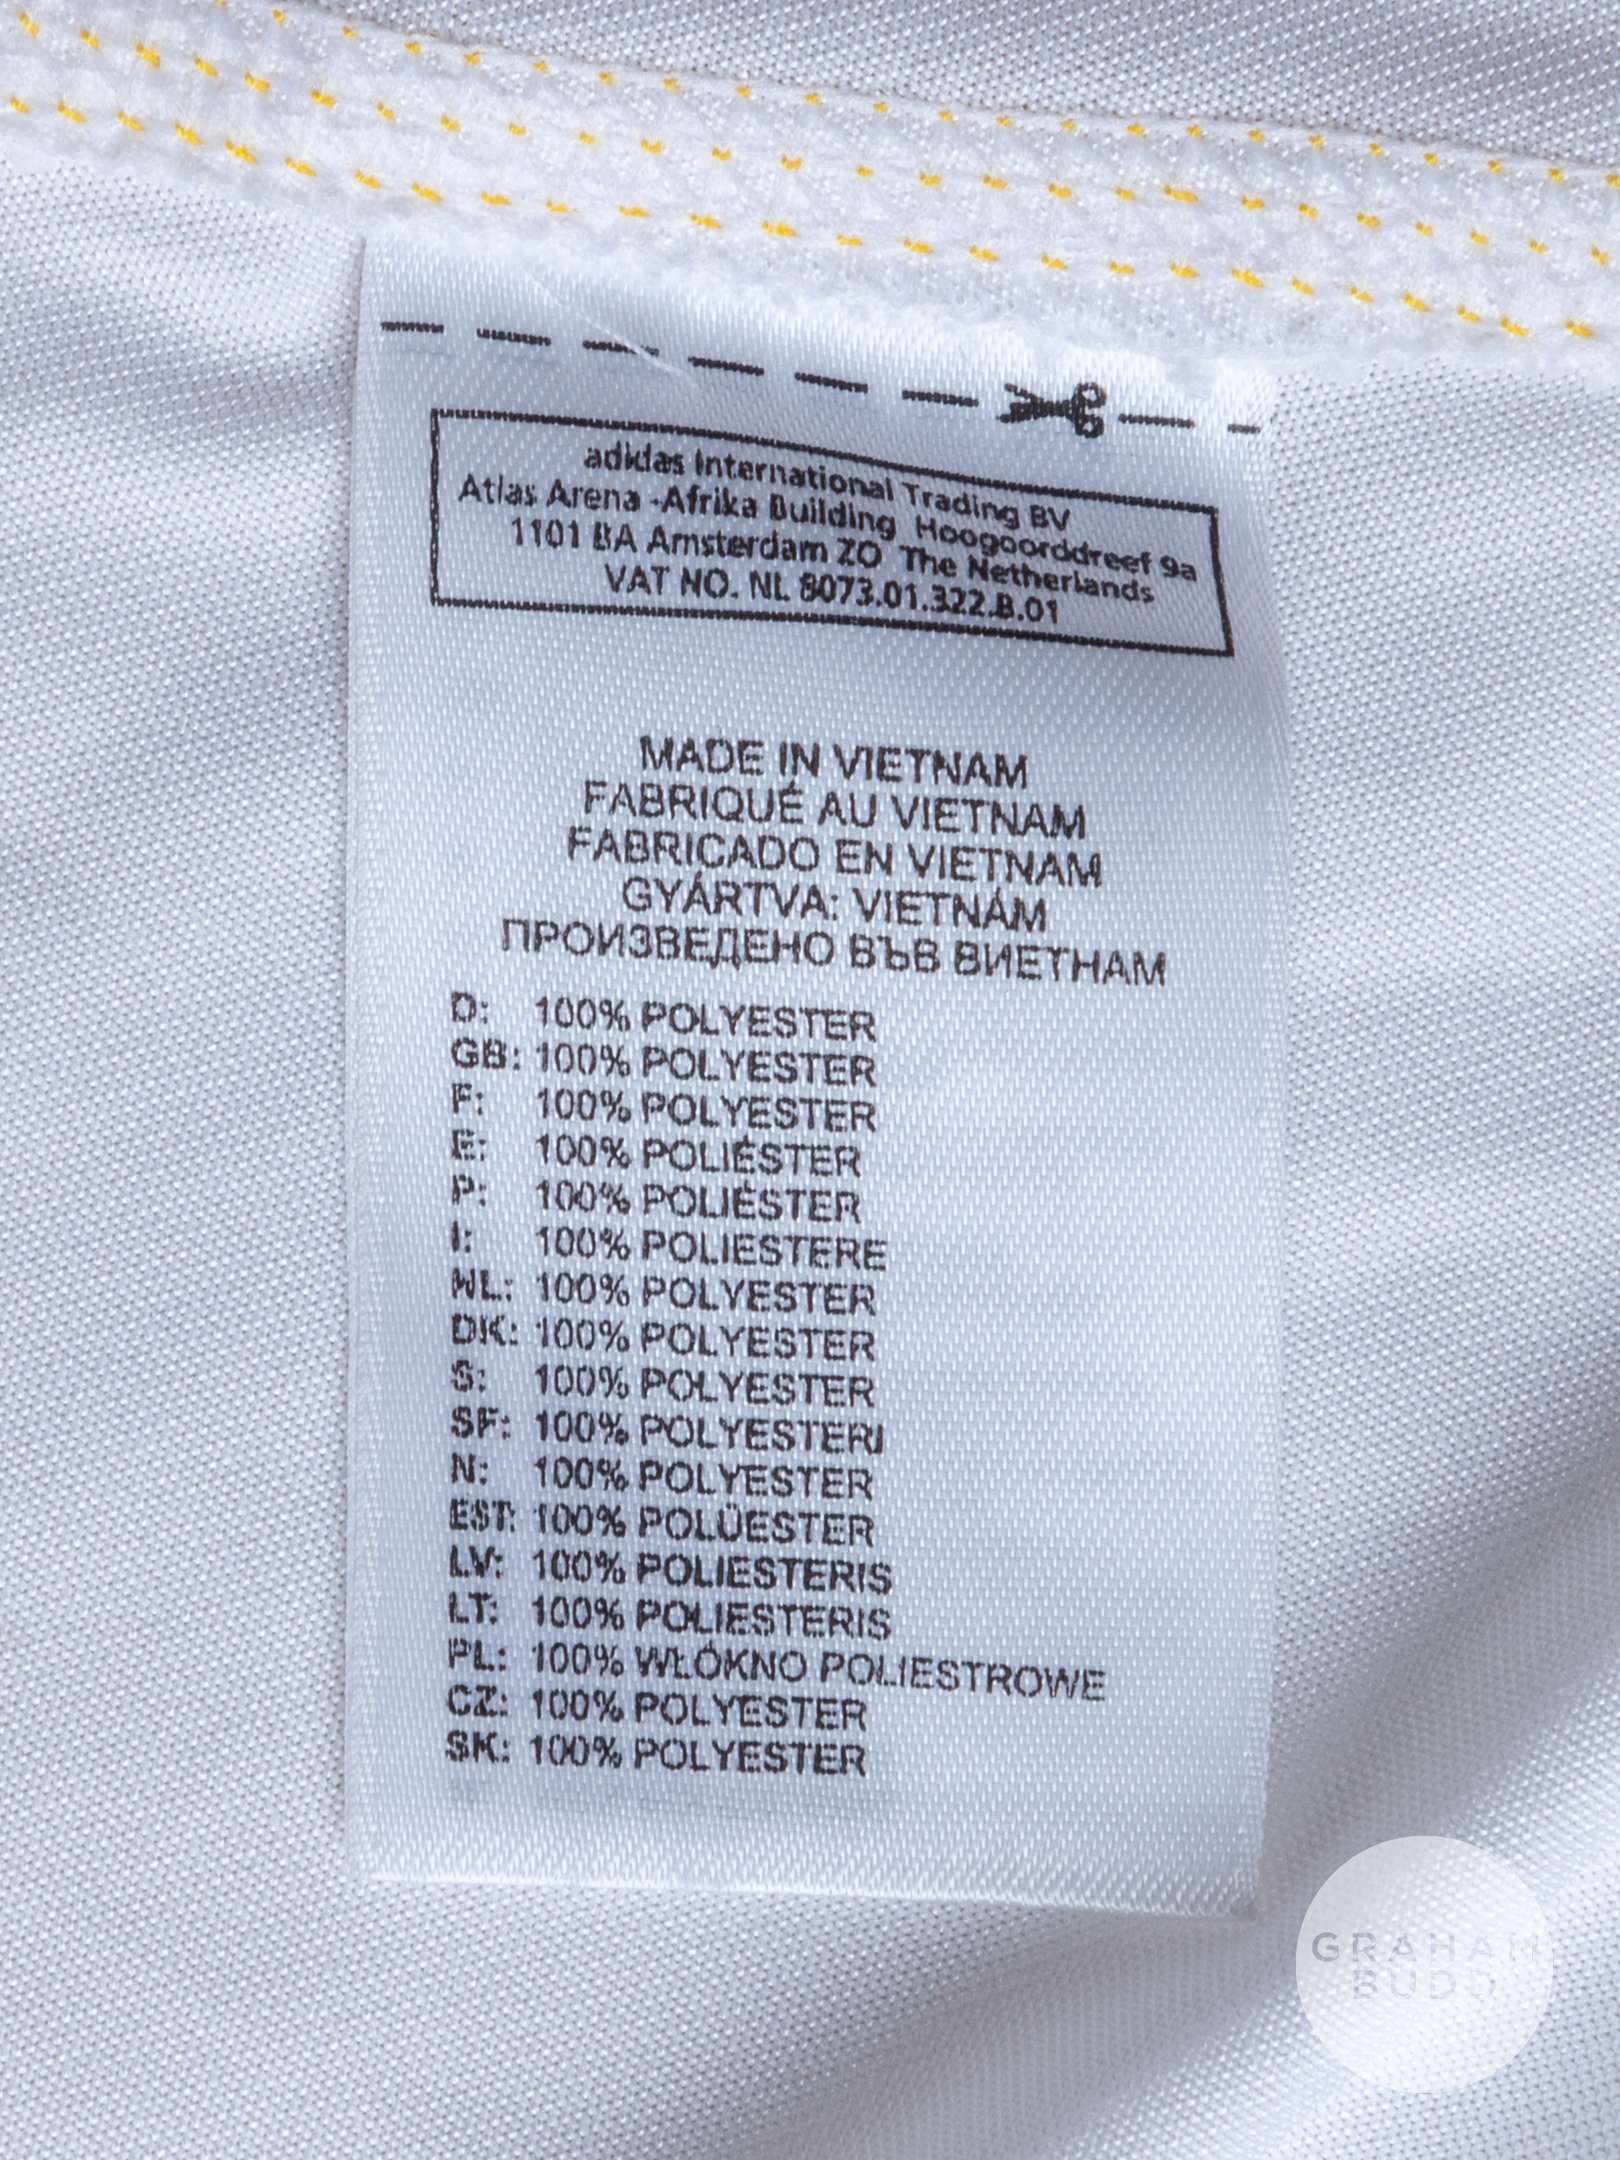 adidas International Trading BV
Atlas Arena -Afrika Building Hoogoorddreef 9a
1101 BA Amsterdam ZO The Netherlands
VAT NO. NL 8073.01.322.B.01
MADE IN VIETNAM
FABRIQUÉ AU VIETNAM
FABRICADO EN VIETNAM
GYÁRTVA: VIETNÁM
ПРОИЗВЕДЕНО ВЪВ ВИЕТНАМ
D: 100% POLYESTER
GB: 100% POLYESTER
F: 100% POLYESTER
E: 100% POLIÉSTER
P: 100% POLIÉSTER
I: 100% POLIESTERE
NL: 100% POLYESTER
DK: 100% POLYESTER
S: 100% POLYESTER
SF: 100% POLYESTERI
N: 100% POLYESTER
EST: 100% POLÜESTER
LV: 100% POLIESTERIS
LT: 100% POLIESTERIS
PL: 100% WŁÓKNO POLIESTROWE
CZ: 100% POLYESTER
SK: 100% POLYESTER
GRAHAM
BUDD